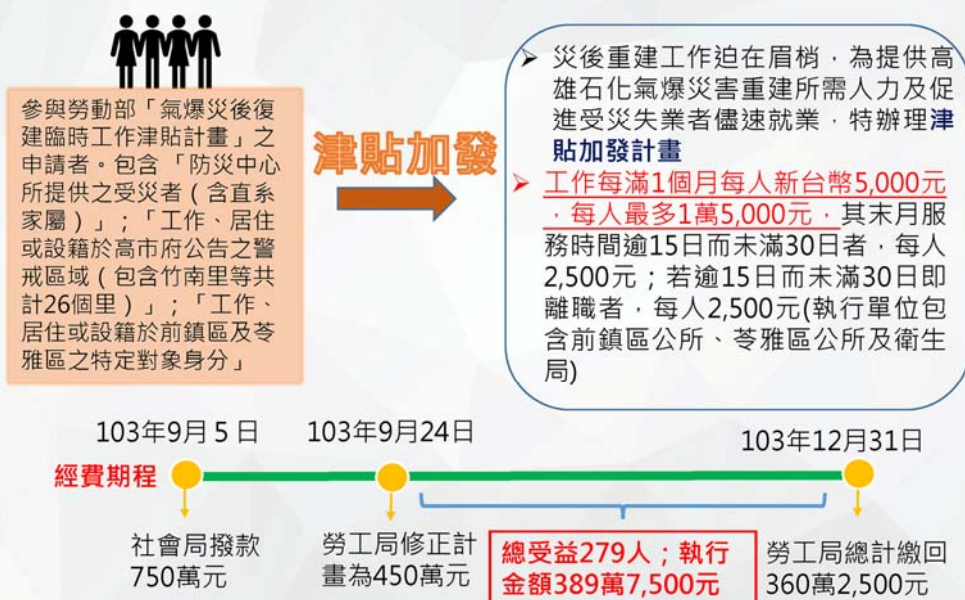 參與勞動部「氣爆災後復
建臨時工作津貼計畫」之
申請者。包含「防災中心
所提供之受災者（含直系
家屬）」；「工作、居住
或設籍於高市府公告之警
戒區域（包含竹南里等共
計26個里）」；「工作、
居住或設籍於前鎮區及苓
雅區之特定對象身分」
津貼加發
➢ 災後重建工作迫在眉梢，為提供高
雄石化氣爆災害重建所需人力及促
進受災失業者儘速就業，特辦理津
貼加發計畫
➢ 工作每滿1個月每人新台幣5,000元
，每人最多1萬5,000元，其末月服
務時間逾15日而未滿30日者，每人
2,500元；若逾15日而未滿30日即
離職者，每人2,500元(執行單位包
含前鎮區公所、苓雅區公所及衛生
局)
103年9月5日
103年9月24日
103年12月31日
經費期程
社會局撥款
750萬元
勞工局修正計
畫為450萬元
總受益279人；執行
金額389萬7,500元
勞工局總計繳回
360萬2,500元